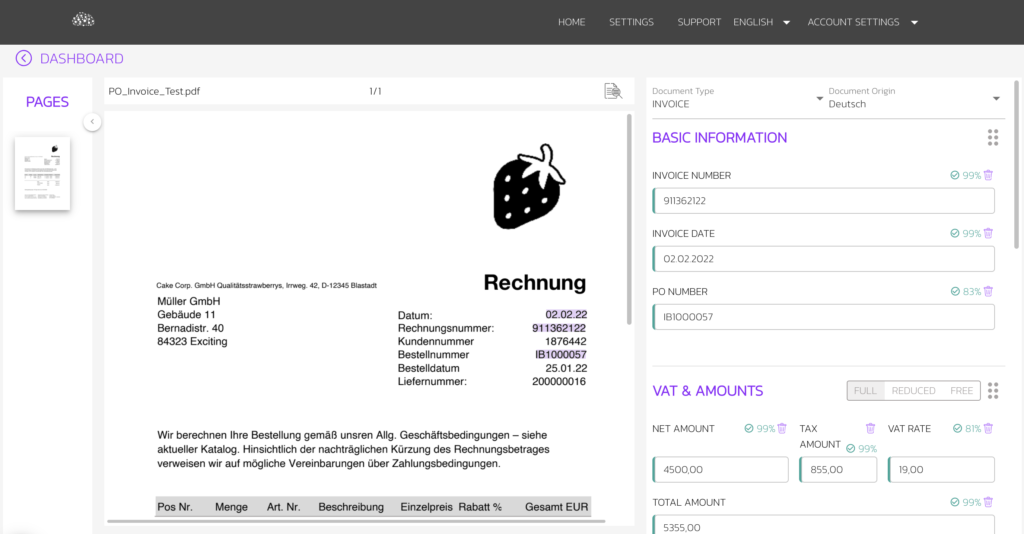 HOME SETTINGS SUPPORT ENGLISH ACCOUNT SETTINGS
DASHBOARD
PAGES
PO_Invoice_Test.pdf 1/1
Rechnung
Cake Corp. GmbH Qualitätsstrawberrys, Irrweg. 42, D-12345 Blastadt
Müller GmbH
Gebäude 11
Bernadistr. 40
84323 Exciting
Datum: 02.02.22
Rechnungsnummer: 911362122
Kundennummer 1876442
Bestellnummer IB1000057
Bestelldatum 25.01.22
Liefernummer: 200000016
Wir berechnen Ihre Bestellung gemäß unsren Allg. Geschäftsbedingungen – siehe
aktueller Katalog. Hinsichtlich der nachträglichen Kürzung des Rechnungsbetrages
verweisen wir auf mögliche Vereinbarungen über Zahlungsbedingungen.
Pos Nr. Menge Art. Nr. Beschreibung Einzelpreis Rabatt % Gesamt EUR
Document Type Document Origin
INVOICE Deutsch
BASIC INFORMATION
INVOICE NUMBER 99%
911362122
INVOICE DATE 99%
02.02.2022
PO NUMBER 83%
IB1000057
VAT & AMOUNTS FULL REDUCED FREE
NET AMOUNT 99% TAX AMOUNT 99% VAT RATE 81%
4500,00 855,00 19,00
TOTAL AMOUNT 99%
5355,00